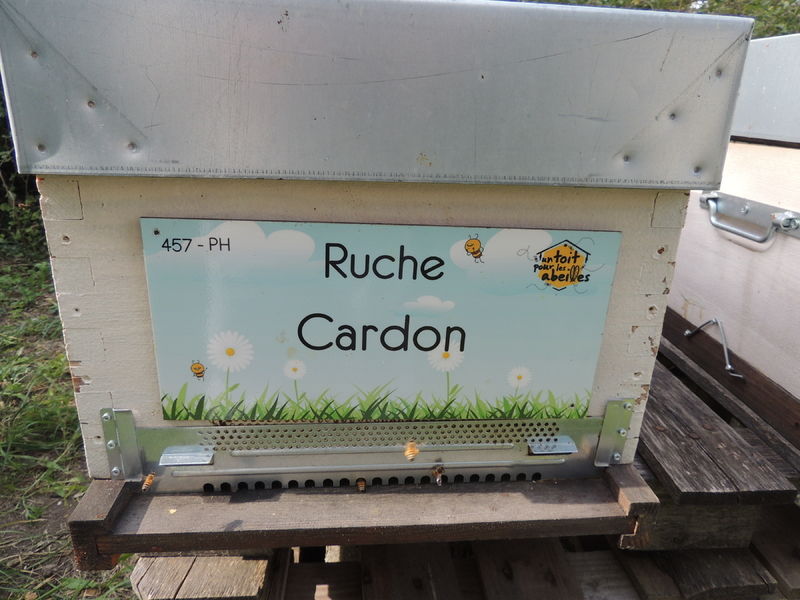 457 - PH
Ruche
Cardon
un toit
pour les
abeilles